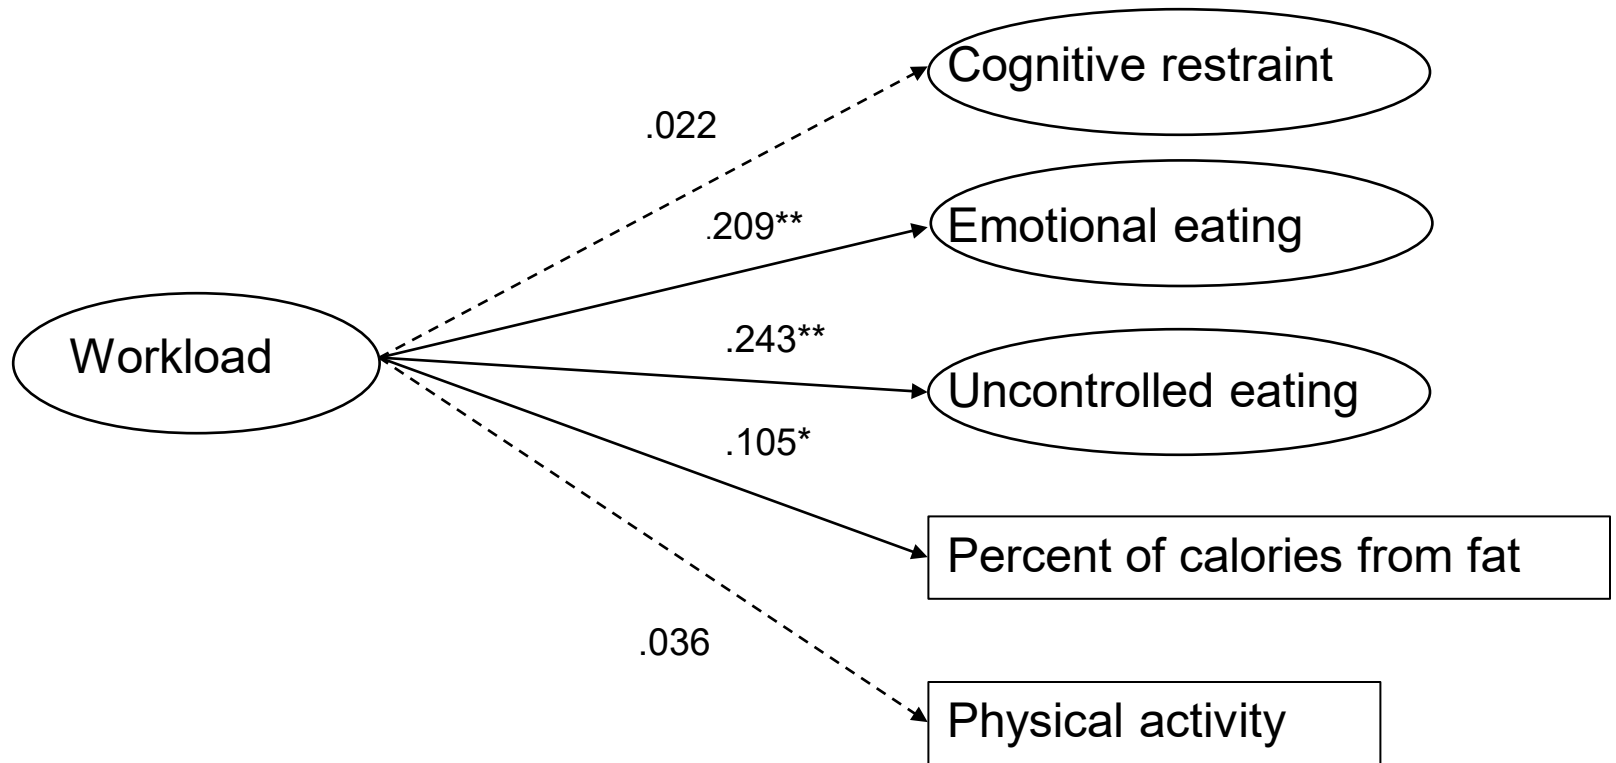 Cognitive restraint
.022
.209**
Emotional eating
.243**
Workload
Uncontrolled eating
.105*
Percent of calories from fat
.036
Physical activity